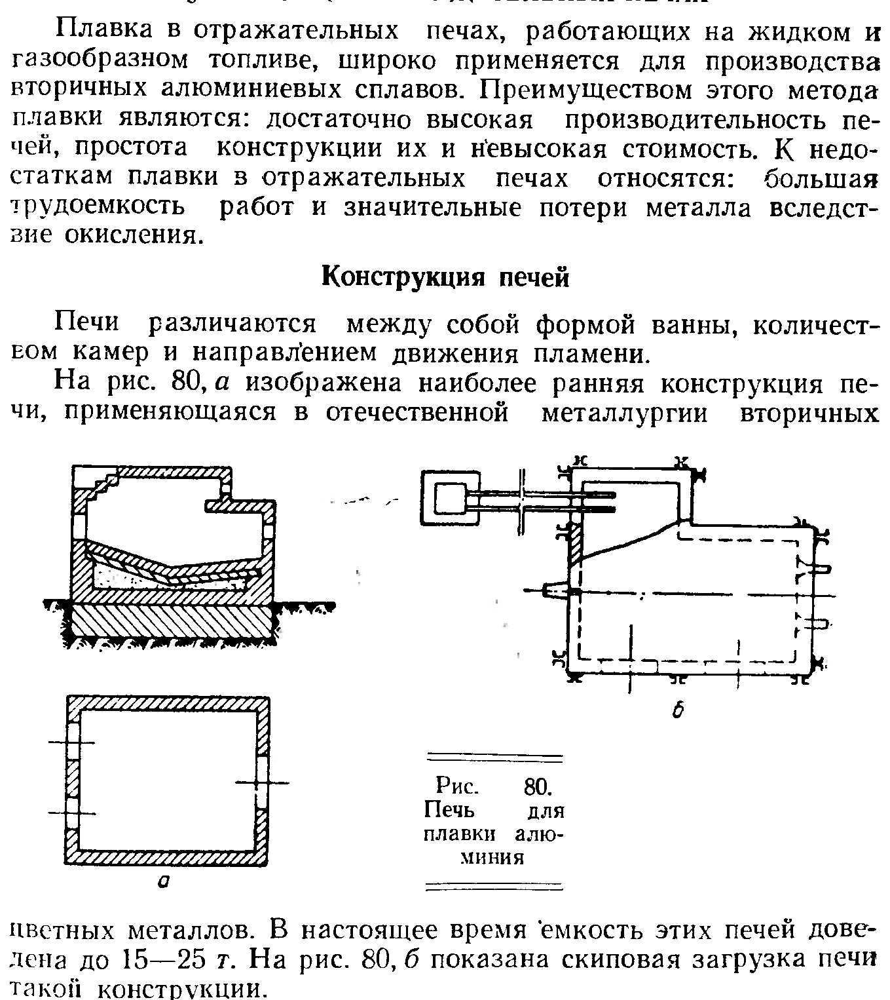 Плавка в отражательных печах, работающих на жидком и
газообразном топливе, широко применяется для производства
вторичных алюминиевых сплавов. Преимуществом этого метода
плавки являются: достаточно высокая производительность пе-
чей, простота конструкции их и невысокая стоимость. К недо-
статкам плавки в отражательных печах относятся: большая
трудоемкость работ и значительные потери металла вследст-
вие окисления.
Конструкция печей
Печи различаются между собой формой ванны, количест-
вом камер и направлением движения пламени.
На рис. 80, а изображена наиболее ранняя конструкция пе-
чи, применяющаяся в отечественной металлургии вторичных
б
а
Рис. 80.
Печь для
плавки алю-
миния
цветных металлов. В настоящее время емкость этих печей дове-
дена до 15—25 т. На рис. 80, б показана скиповая загрузка печи
такой конструкции.